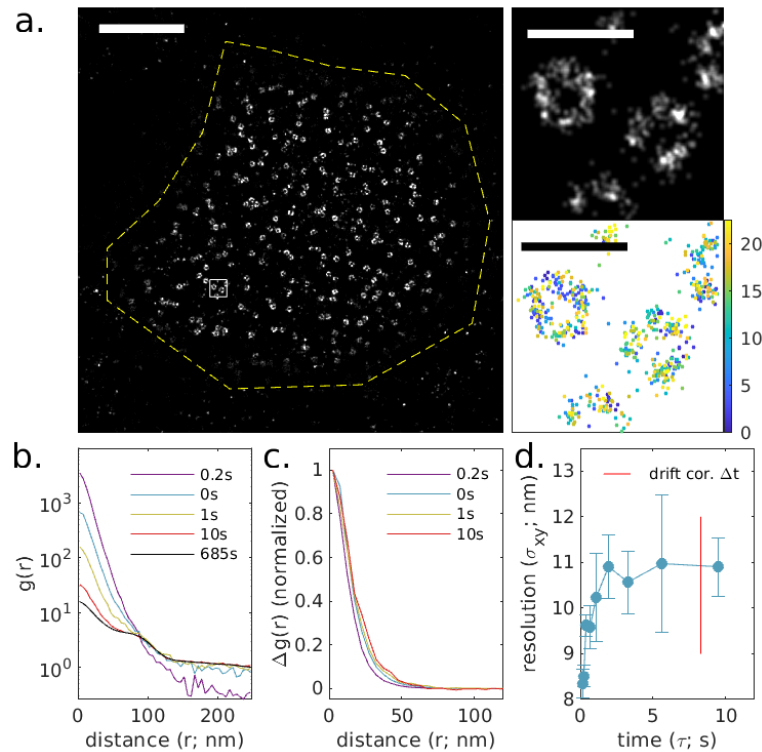 a.
20
15
10
5
0
b.
0.2s
0s
1s
10s
685s
10³
10²
10¹
10⁰
g(r)
0 100 200
distance (r; nm)
c.
0.2s
0s
1s
10s
1
0.8
0.6
0.4
0.2
0
Δg(r) (normalized)
0 50 100
distance (r; nm)
d.
drift cor. Δt
13
12
11
10
9
8
resolution (σxy; nm)
0 5 10
time (τ; s)